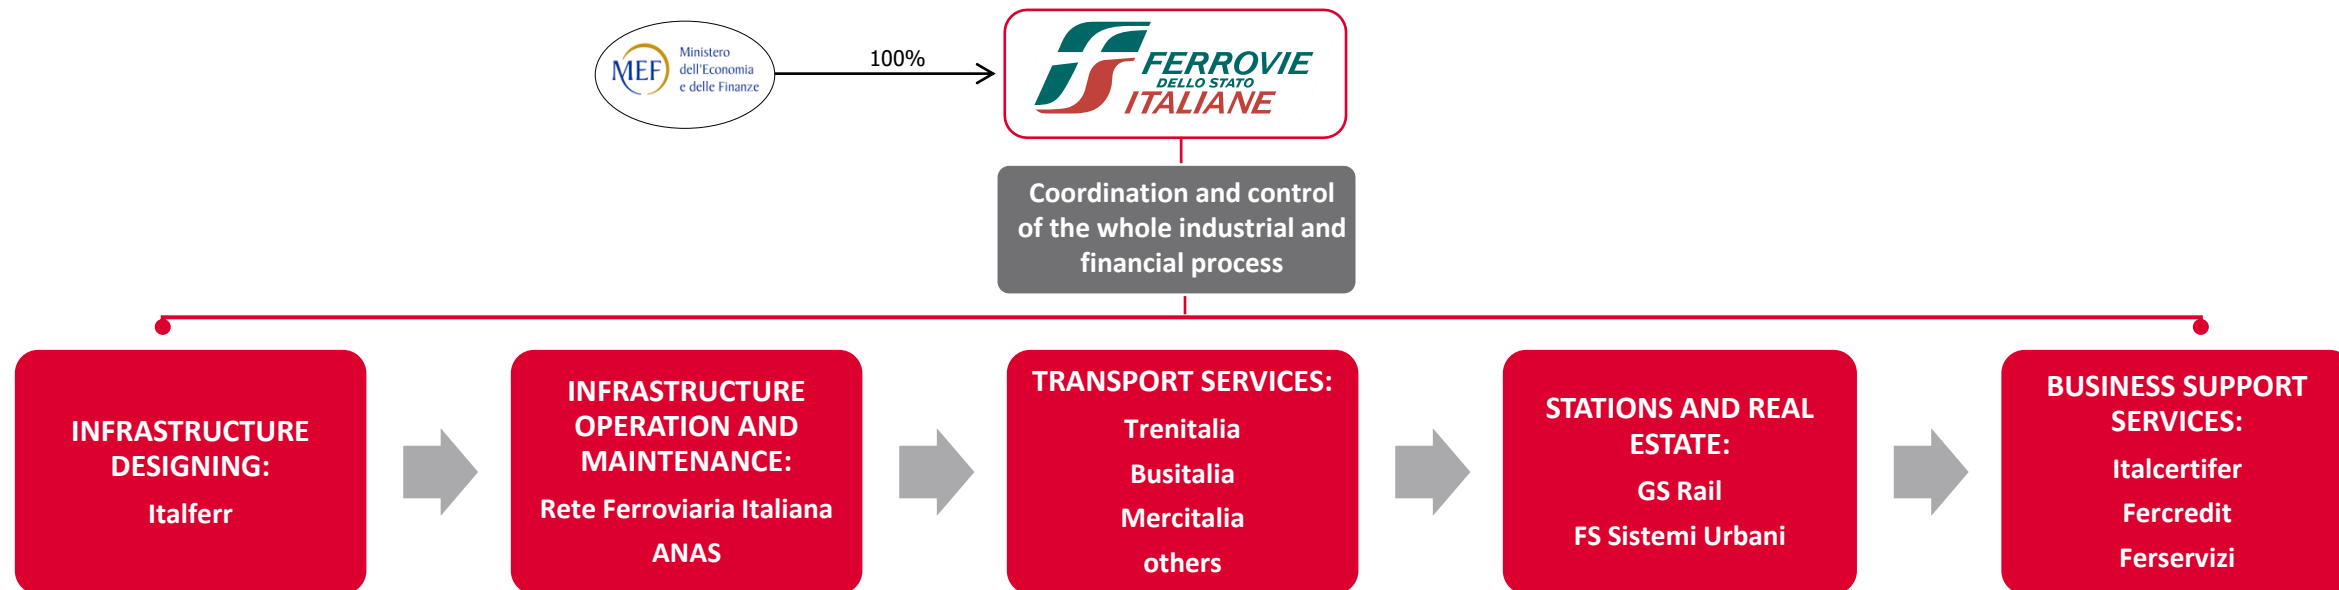 MEF
Ministero
dell'Economia
e delle Finanze
100%
FERROVIE
DELLO STATO
ITALIANE
Coordination and control
of the whole industrial and
financial process
INFRASTRUCTURE
DESIGNING:
Italferr
INFRASTRUCTURE
OPERATION AND
MAINTENANCE:
Rete Ferroviaria Italiana
ANAS
TRANSPORT SERVICES:
Trenitalia
Busitalia
Mercitalia
others
STATIONS AND REAL
ESTATE:
GS Rail
FS Sistemi Urbani
BUSINESS SUPPORT
SERVICES:
Italcertifer
Fercredit
Ferservizi